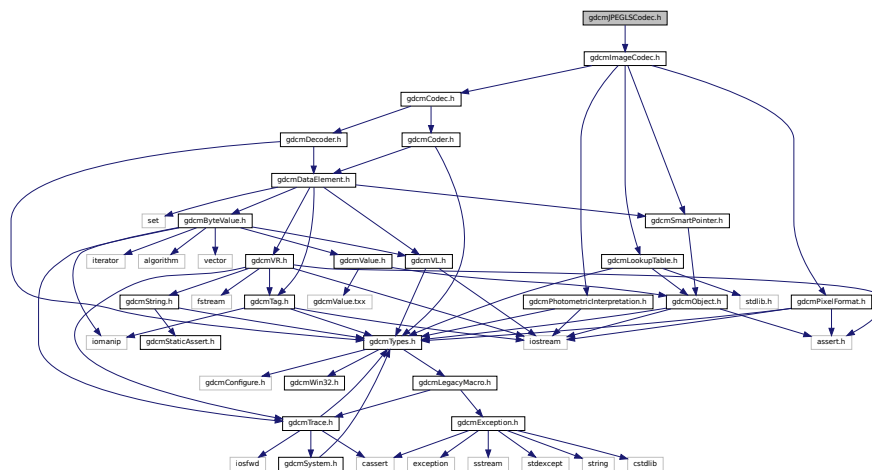 gdcmJPEGLSCodec.h
gdcmImageCodec.h
gdcmCodec.h
gdcmDecoder.h
gdcmCoder.h
gdcmDataElement.h
set
gdcmByteValue.h
gdcmSmartPointer.h
iterator
algorithm
vector
gdcmVR.h
gdcmValue.h
gdcmVL.h
gdcmLookupTable.h
gdcmString.h
fstream
gdcmTag.h
gdcmValue.txx
gdcmPhotometricInterpretation.h
gdcmObject.h
stdlib.h
gdcmPixelFormat.h
iomanip
gdcmStaticAssert.h
gdcmTypes.h
iostream
assert.h
gdcmConfigure.h
gdcmWin32.h
gdcmLegacyMacro.h
gdcmTrace.h
gdcmException.h
iosfwd
gdcmSystem.h
cassert
exception
sstream
stdexcept
string
cstdlib